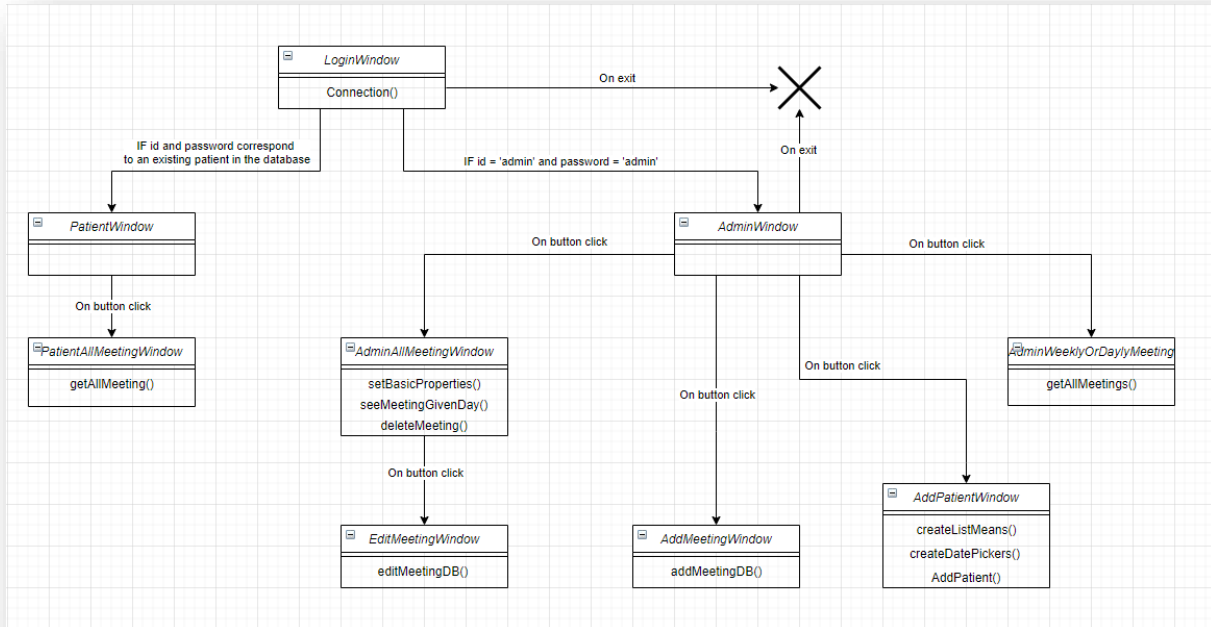 LoginWindow
Connection()
On exit
On exit
IF id and password correspond
to an existing patient in the database
IF id = 'admin' and password = 'admin'
PatientWindow
AdminWindow
On button click
On button click
On button click
PatientAllMeetingWindow
getAllMeeting()
AdminAllMeetingWindow
setBasicProperties()
seeMeetingGivenDay()
deleteMeeting()
AdminWeeklyOrDaylyMeeting
getAllMeetings()
On button click
On button click
On button click
EditMeetingWindow
editMeetingDB()
AddMeetingWindow
addMeetingDB()
AddPatientWindow
createListMeans()
createDatePickers()
AddPatient()